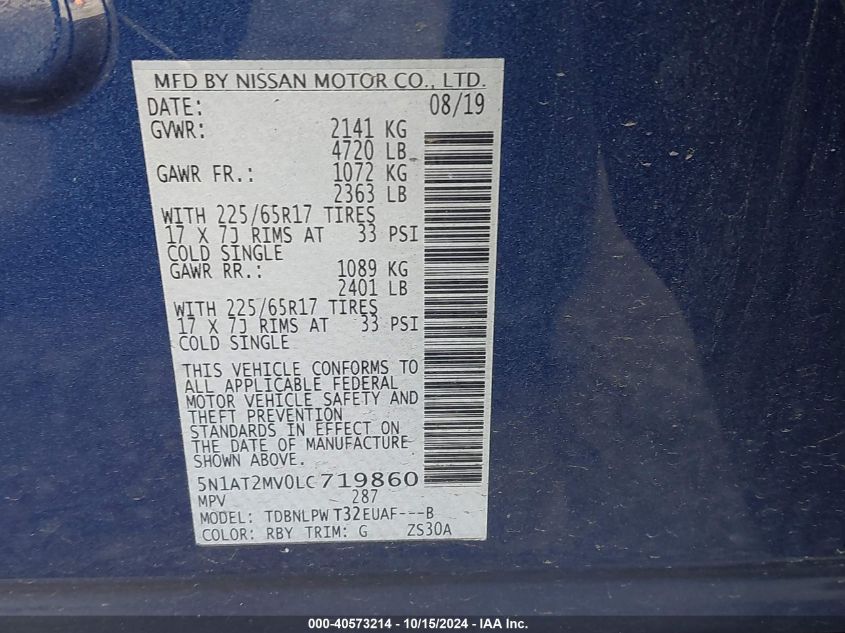 MFD BY NISSAN MOTOR CO., LTD.
DATE: 08/19
GVWR: 2141 KG
4720 LB
GAWR FR.: 1072 KG
2363 LB
WITH 225/65R17 TIRES
17 X 7J RIMS AT 33 PSI
COLD SINGLE
GAWR RR.: 1089 KG
2401 LB
WITH 225/65R17 TIRES
17 X 7J RIMS AT 33 PSI
COLD SINGLE
THIS VEHICLE CONFORMS TO
ALL APPLICABLE FEDERAL
MOTOR VEHICLE SAFETY AND
THEFT PREVENTION
STANDARDS IN EFFECT ON
THE DATE OF MANUFACTURE
SHOWN ABOVE.
5N1AT2MV0LC719860
MPV 287
MODEL: TDBNLPW T32EUAF---B
COLOR: RBY TRIM: G ZS30A
000-40573214 - 10/15/2024 - IAA Inc.